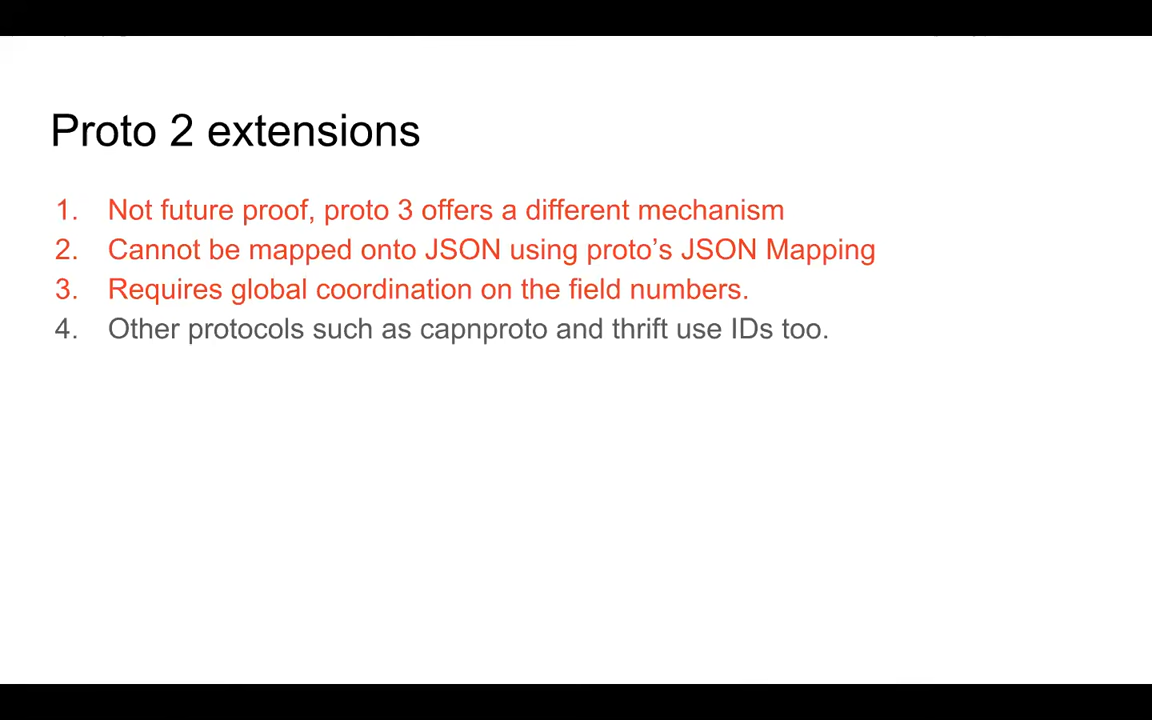 Proto 2 extensions
1. Not future proof, proto 3 offers a different mechanism
2. Cannot be mapped onto JSON using proto’s JSON Mapping
3. Requires global coordination on the field numbers.
4. Other protocols such as capnproto and thrift use IDs too.